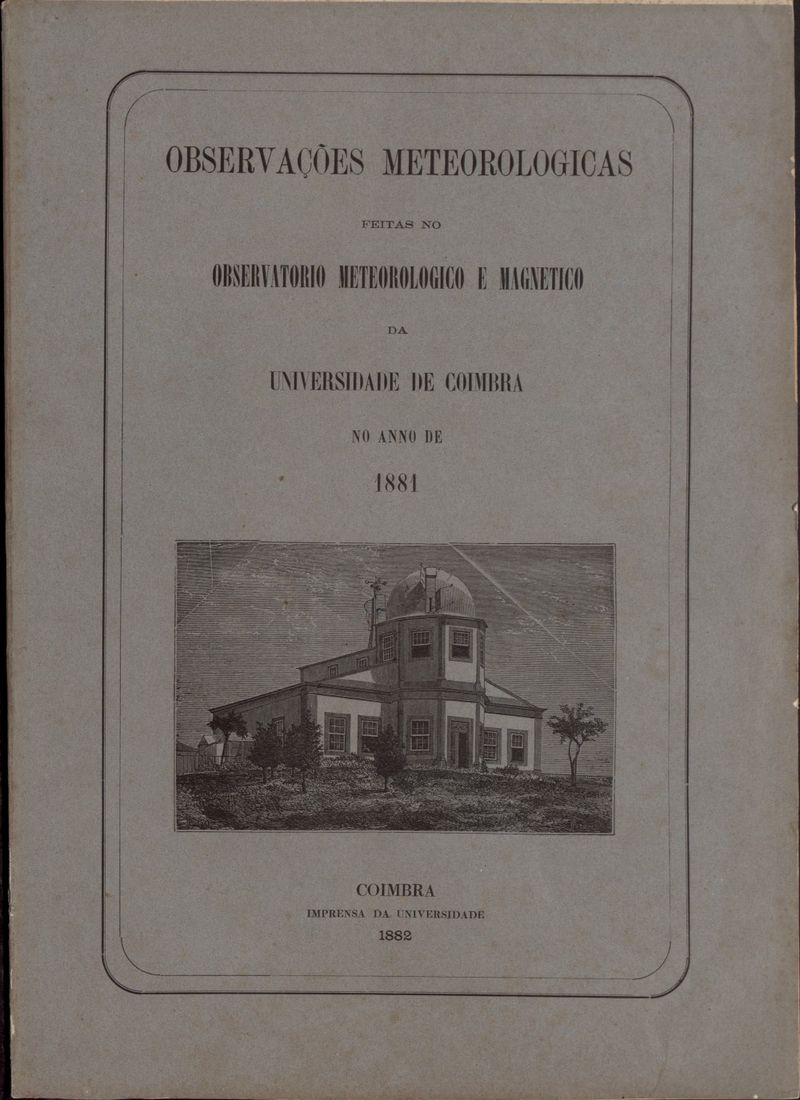 OBSERVAÇÕES METEOROLOGICAS
FEITAS NO
OBSERVATORIO METEOROLOGICO E MAGNETICO
DA
UNIVERSIDADE DE COIMBRA
NO ANNO DE
1881
COIMBRA
IMPRENSA DA UNIVERSIDADE
1882